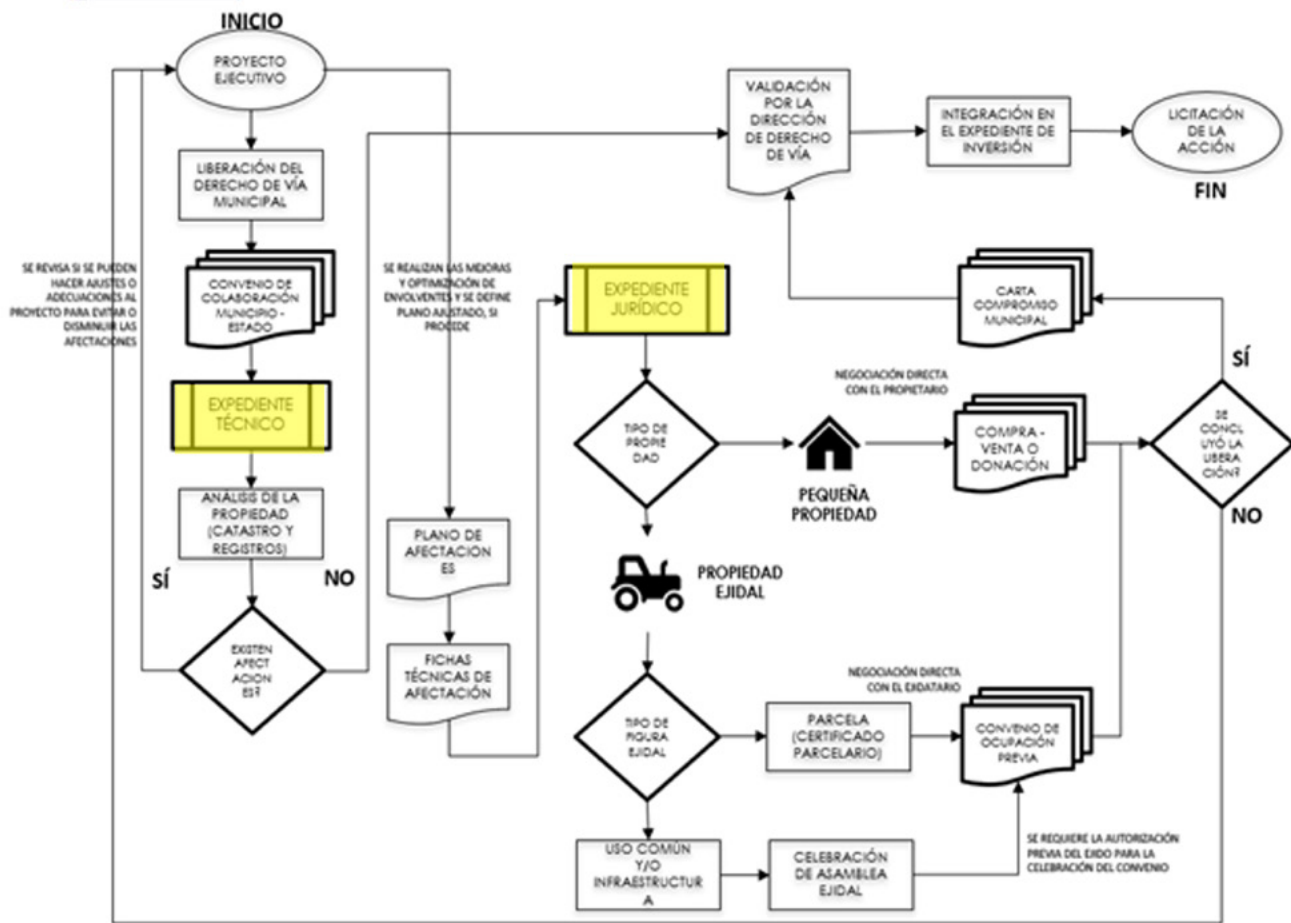 INICIO
PROYECTO
EJECUTIVO
LIBERACIÓN DEL
DERECHO DE VÍA
MUNICIPAL
SE REVISA SI SE PUEDEN
HACER AJUSTES O
ADECUACIONES AL
PROYECTO PARA EVITAR O
DISMINUIR LAS
AFECTACIONES
CONVENIO DE
COLABORACIÓN
MUNICIPIO -
ESTADO
EXPEDIENTE
TÉCNICO
ANÁLISIS DE LA
PROPIEDAD
(CATASTRO Y
REGISTROS)
SÍ
NO
EXISTEN
AFECT
ACION
ES?
SE REALIZAN LAS MEJORAS
Y OPTIMIZACIÓN DE
ENVOLVENTES Y SE DEFINE
PLANO AJUSTADO, SI
PROCEDE
PLANO DE
AFECTACION
ES
FICHAS
TÉCNICAS DE
AFECTACIÓN
EXPEDIENTE
JURÍDICO
TIPO DE
PROPIE
DAD
PEQUEÑA
PROPIEDAD
NEGOCIACIÓN DIRECTA
CON EL PROPIETARIO
COMPRA -
VENTA O
DONACIÓN
PROPIEDAD
EJIDAL
TIPO DE
FIGURA
EJIDAL
PARCELA
(CERTIFICADO
PARCELARIO)
NEGOCIACIÓN DIRECTA
CON EL EJIDATARIO
CONVENIO DE
OCUPACIÓN
PREVIA
USO COMÚN
Y/O
INFRAESTRUCTUR
A
CELEBRACIÓN
DE ASAMBLEA
EJIDAL
SE REQUIERE LA AUTORIZACIÓN
PREVIA DEL EJIDO PARA LA
CELEBRACIÓN DEL CONVENIO
SE
CONCL
UYÓ LA
LIBERA
CIÓN?
SÍ
NO
CARTA
COMPROMISO
MUNICIPAL
VALIDACIÓN
POR LA
DIRECCIÓN
DE DERECHO
DE VÍA
INTEGRACIÓN EN
EL EXPEDIENTE DE
INVERSIÓN
LICITACIÓN
DE LA
ACCIÓN
FIN